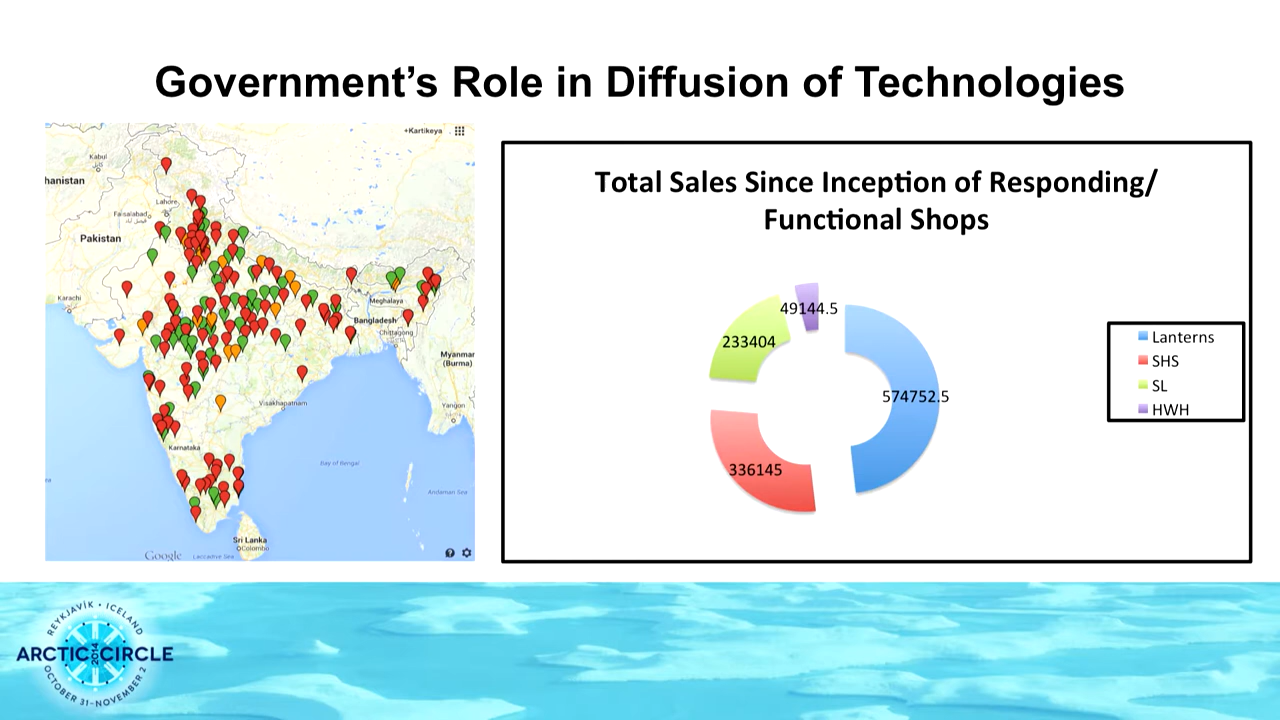 Government’s Role in Diffusion of Technologies
+Kartikeya
Kabul
hanistan
Lahore
Faisalabad
فيصل آباد
Pakistan
Karachi
Meghalaya
Bangladesh
Chittagong
Myanmar
(Burma)
Visakhapatnam
Yangon
Karnataka
Bay of Bengal
Andaman Sea
Sri Lanka
Colombo
Google
Laccadive Sea
Total Sales Since Inception of Responding/
Functional Shops
49144.5
233404
574752.5
336145
Lanterns
SHS
SL
HWH
REYKJAVÍK • ICELAND
ARCTIC CIRCLE
2014
OCTOBER 31–NOVEMBER 2